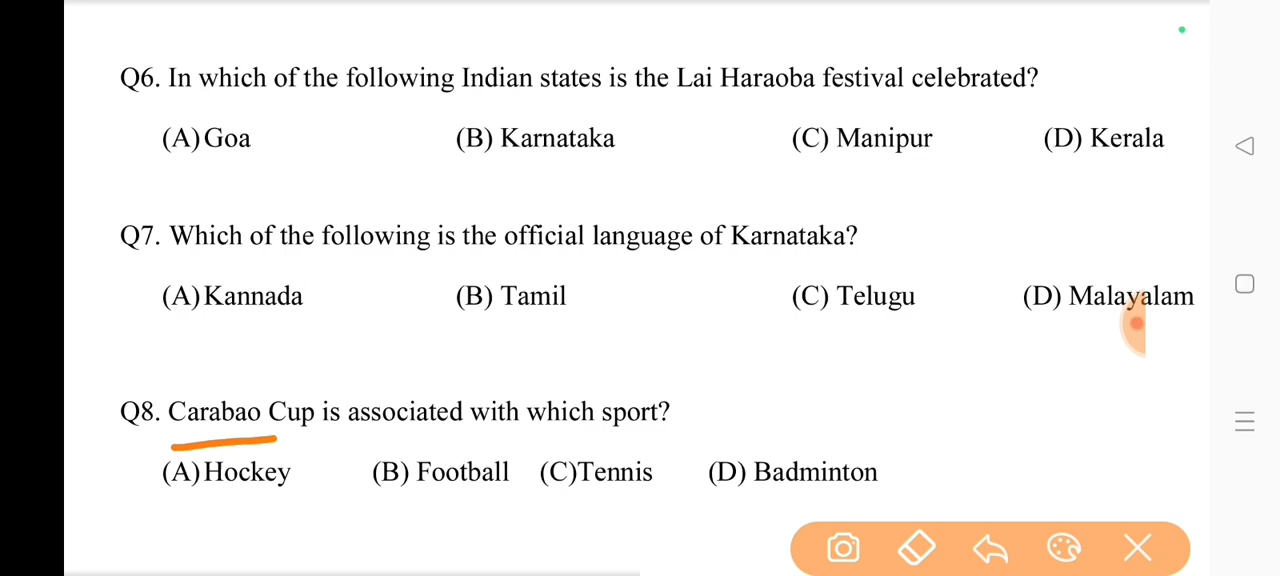 Q6. In which of the following Indian states is the Lai Haraoba festival celebrated?
(A) Goa (B) Karnataka (C) Manipur (D) Kerala
Q7. Which of the following is the official language of Karnataka?
(A) Kannada (B) Tamil (C) Telugu (D) Malayalam
Q8. Carabao Cup is associated with which sport?
(A) Hockey (B) Football (C)Tennis (D) Badminton